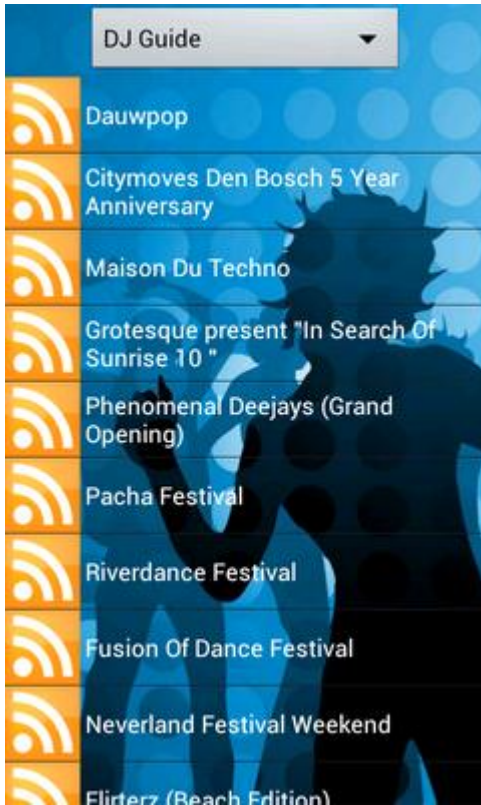 DJ Guide
Dauwpop
Citymoves Den Bosch 5 Year
Anniversary
Maison Du Techno
Grotesque present "In Search Of
Sunrise 10 "
Phenomenal Deejays (Grand
Opening)
Pacha Festival
Riverdance Festival
Fusion Of Dance Festival
Neverland Festival Weekend
Flirterz (Beach Edition)